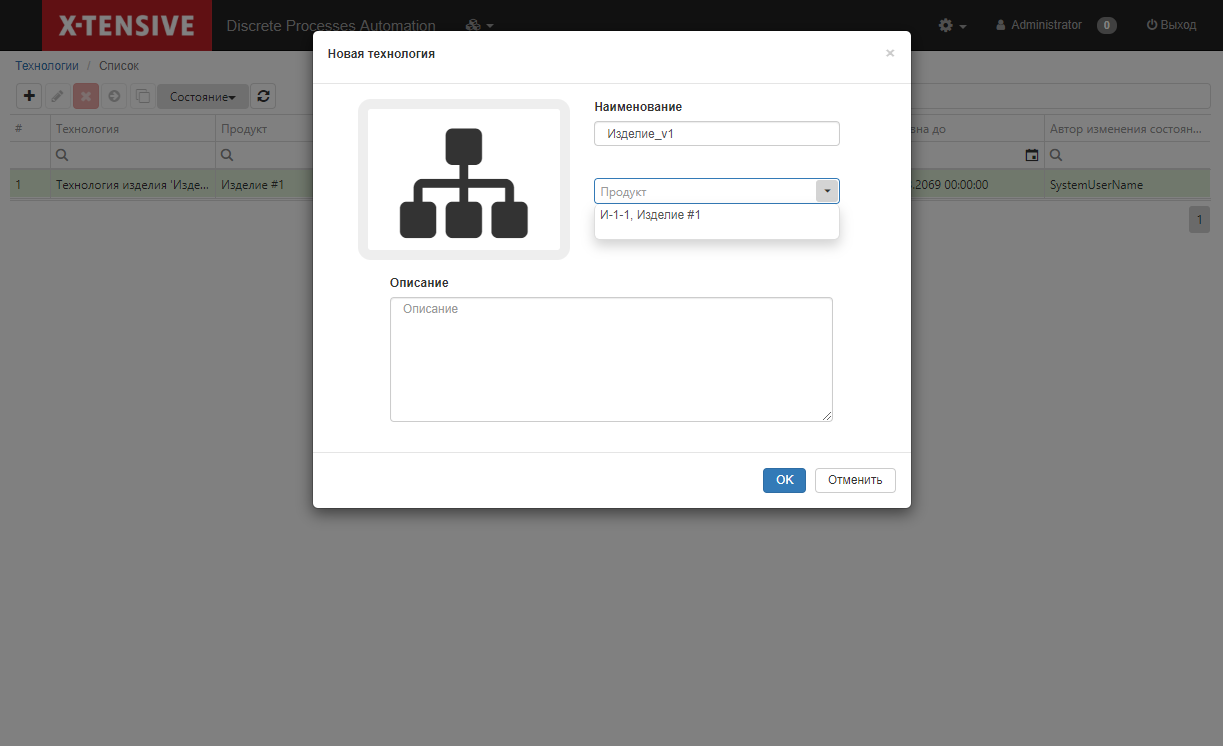 X-TENSIVE
Discrete Processes Automation
Administrator
0
Выход
Технологии / Список
Состояние
Новая технология
×
Наименование
Изделие_v1
Продукт
И-1-1, Изделие #1
Описание
Описание
OK
Отменить
#
Технология
Продукт
вна до
Автор изменения состоян...
1
Технология изделия 'Изде...
Изделие #1
.2069 00:00:00
SystemUserName
1